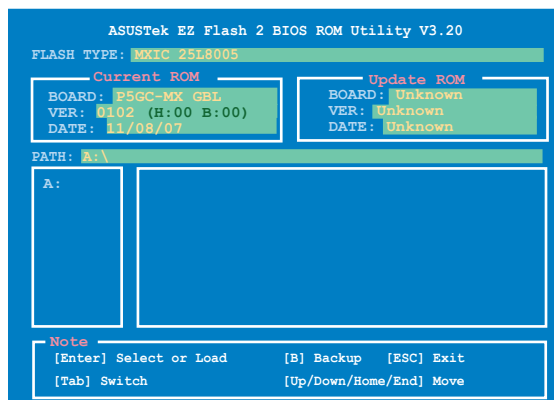 ASUSTek EZ Flash 2 BIOS ROM Utility V3.20
FLASH TYPE: MXIC 25L8005
Current ROM
BOARD: P5GC-MX GBL
VER: 0102 (H:00 B:00)
DATE: 11/08/07
Update ROM
BOARD: Unknown
VER: Unknown
DATE: Unknown
PATH: A:\
A:
Note
[Enter] Select or Load [B] Backup [ESC] Exit
[Tab] Switch [Up/Down/Home/End] Move